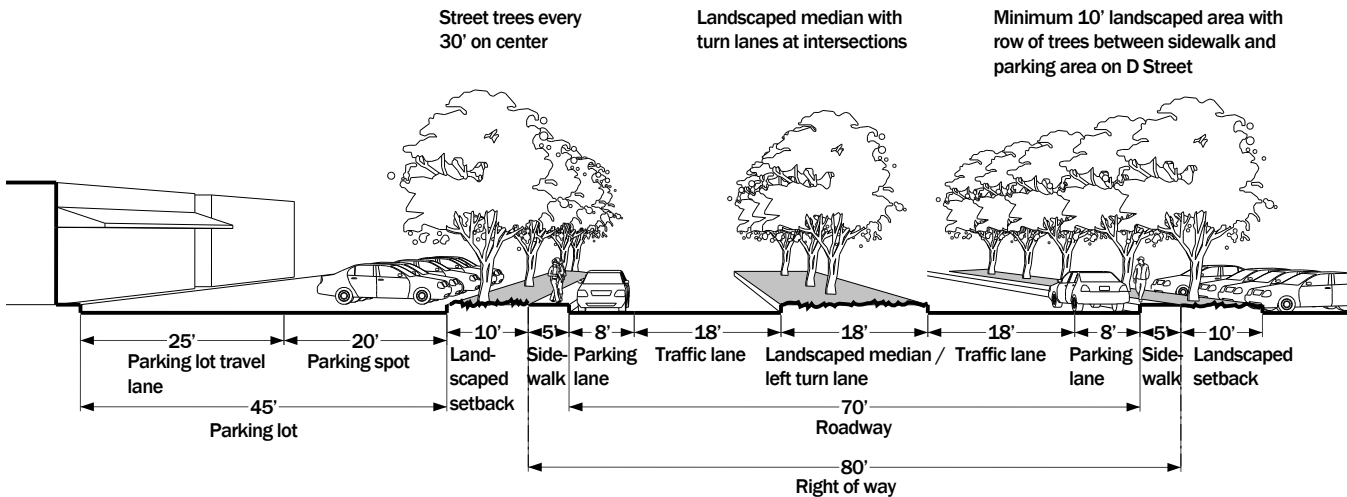 Street trees every
30’ on center
Landscaped median with
turn lanes at intersections
Minimum 10’ landscaped area with
row of trees between sidewalk and
parking area on D Street
25’
Parking lot travel
lane
20’
Parking spot
10’
Land-
scaped
setback
5’
Side-
walk
8’
Parking
lane
18’
Traffic lane
18’
Landscaped median /
left turn lane
18’
Traffic lane
8’
Parking
lane
5’
Side-
walk
10’
Landscaped
setback
45’
Parking lot
70’
Roadway
80’
Right of way